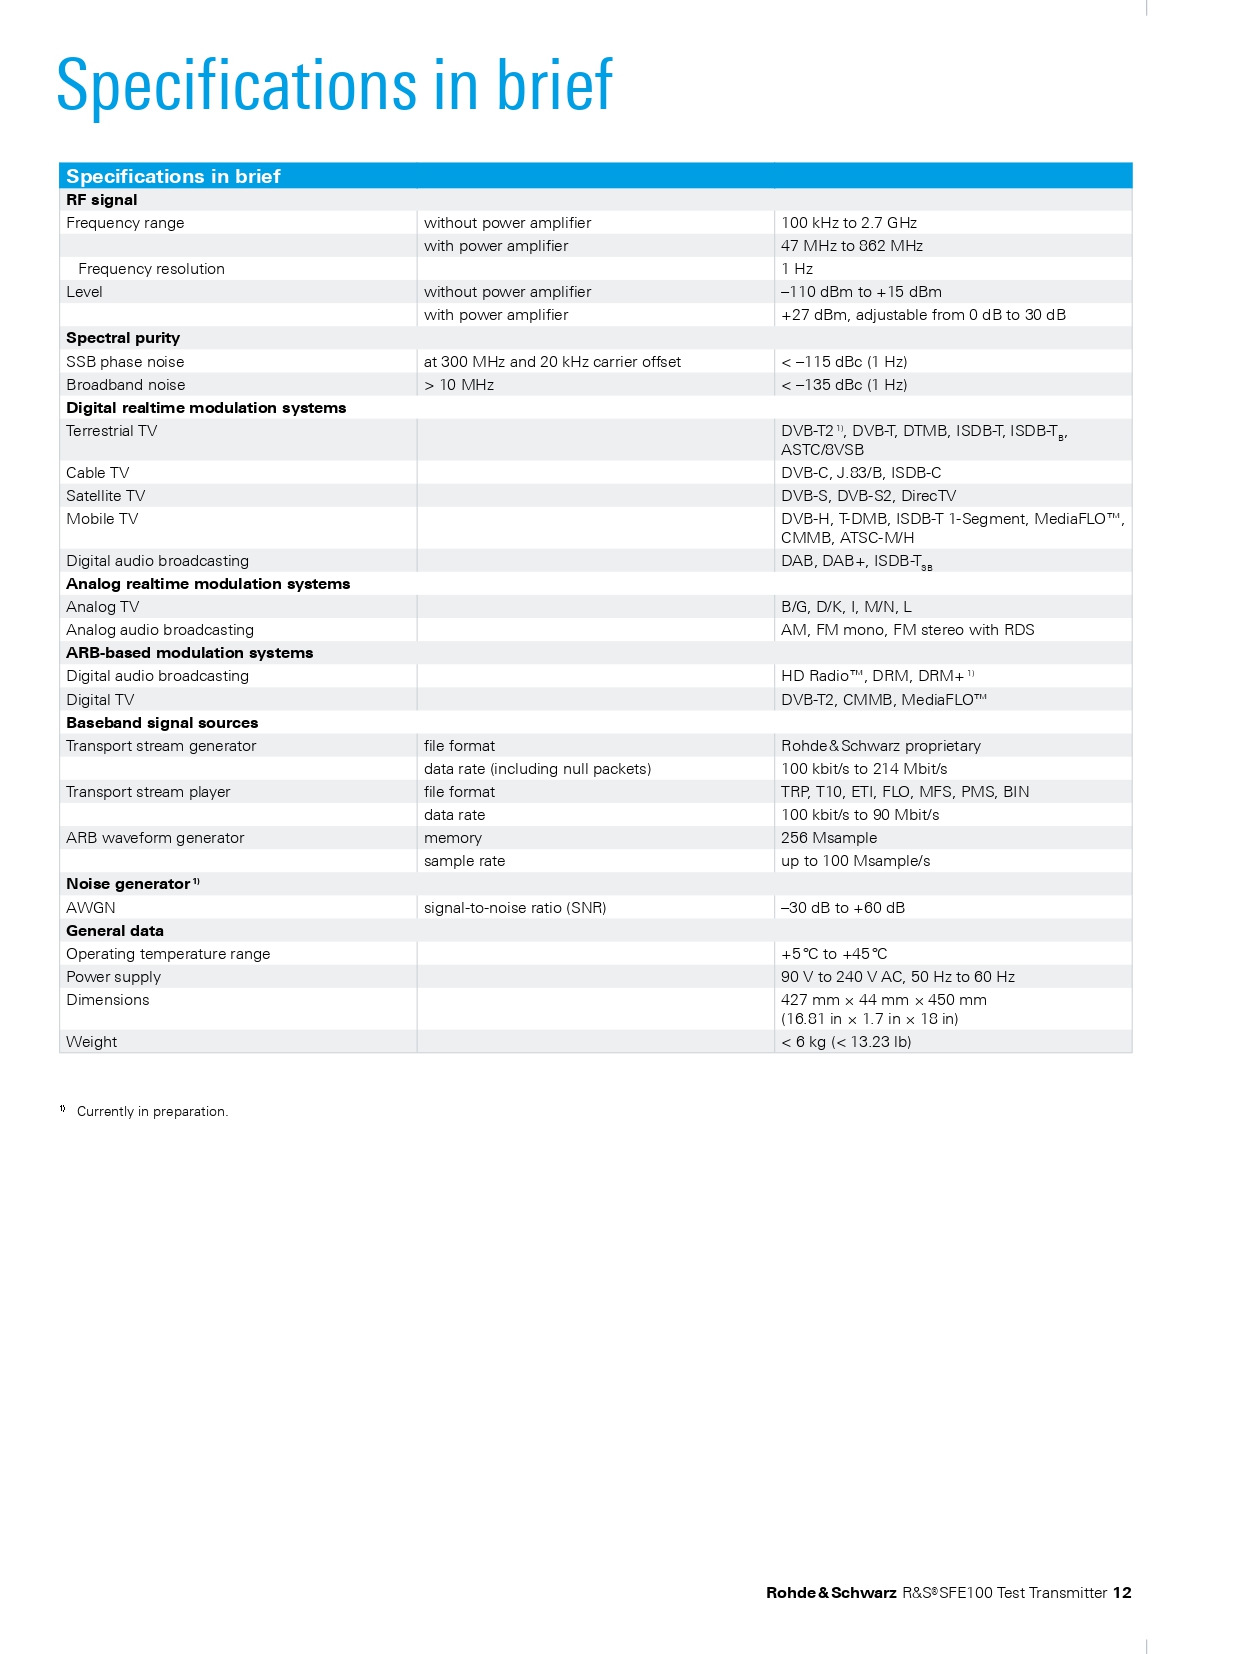 Specifications in brief
Specifications in brief
RF signal
Frequency range without power amplifier 100 kHz to 2.7 GHz
with power amplifier 47 MHz to 862 MHz
Frequency resolution 1 Hz
Level without power amplifier –110 dBm to +15 dBm
with power amplifier +27 dBm, adjustable from 0 dB to 30 dB
Spectral purity
SSB phase noise at 300 MHz and 20 kHz carrier offset < –115 dBc (1 Hz)
Broadband noise > 10 MHz < –135 dBc (1 Hz)
Digital realtime modulation systems
Terrestrial TV DVB-T2 1), DVB-T, DTMB, ISDB-T, ISDB-TB,
ASTC/8VSB
Cable TV DVB-C, J.83/B, ISDB-C
Satellite TV DVB-S, DVB-S2, DirecTV
Mobile TV DVB-H, T-DMB, ISDB-T 1-Segment, MediaFLO™,
CMMB, ATSC-M/H
Digital audio broadcasting DAB, DAB+, ISDB-TSB
Analog realtime modulation systems
Analog TV B/G, D/K, I, M/N, L
Analog audio broadcasting AM, FM mono, FM stereo with RDS
ARB-based modulation systems
Digital audio broadcasting HD Radio™, DRM, DRM+ 1)
Digital TV DVB-T2, CMMB, MediaFLO™
Baseband signal sources
Transport stream generator file format Rohde & Schwarz proprietary
data rate (including null packets) 100 kbit/s to 214 Mbit/s
Transport stream player file format TRP, T10, ETI, FLO, MFS, PMS, BIN
data rate 100 kbit/s to 90 Mbit/s
ARB waveform generator memory 256 Msample
sample rate up to 100 Msample/s
Noise generator 1)
AWGN signal-to-noise ratio (SNR) –30 dB to +60 dB
General data
Operating temperature range +5 °C to +45 °C
Power supply 90 V to 240 V AC, 50 Hz to 60 Hz
Dimensions 427 mm × 44 mm × 450 mm
(16.81 in × 1.7 in × 18 in)
Weight < 6 kg (< 13.23 lb)
1) Currently in preparation.
Rohde & Schwarz R&S®SFE100 Test Transmitter 12